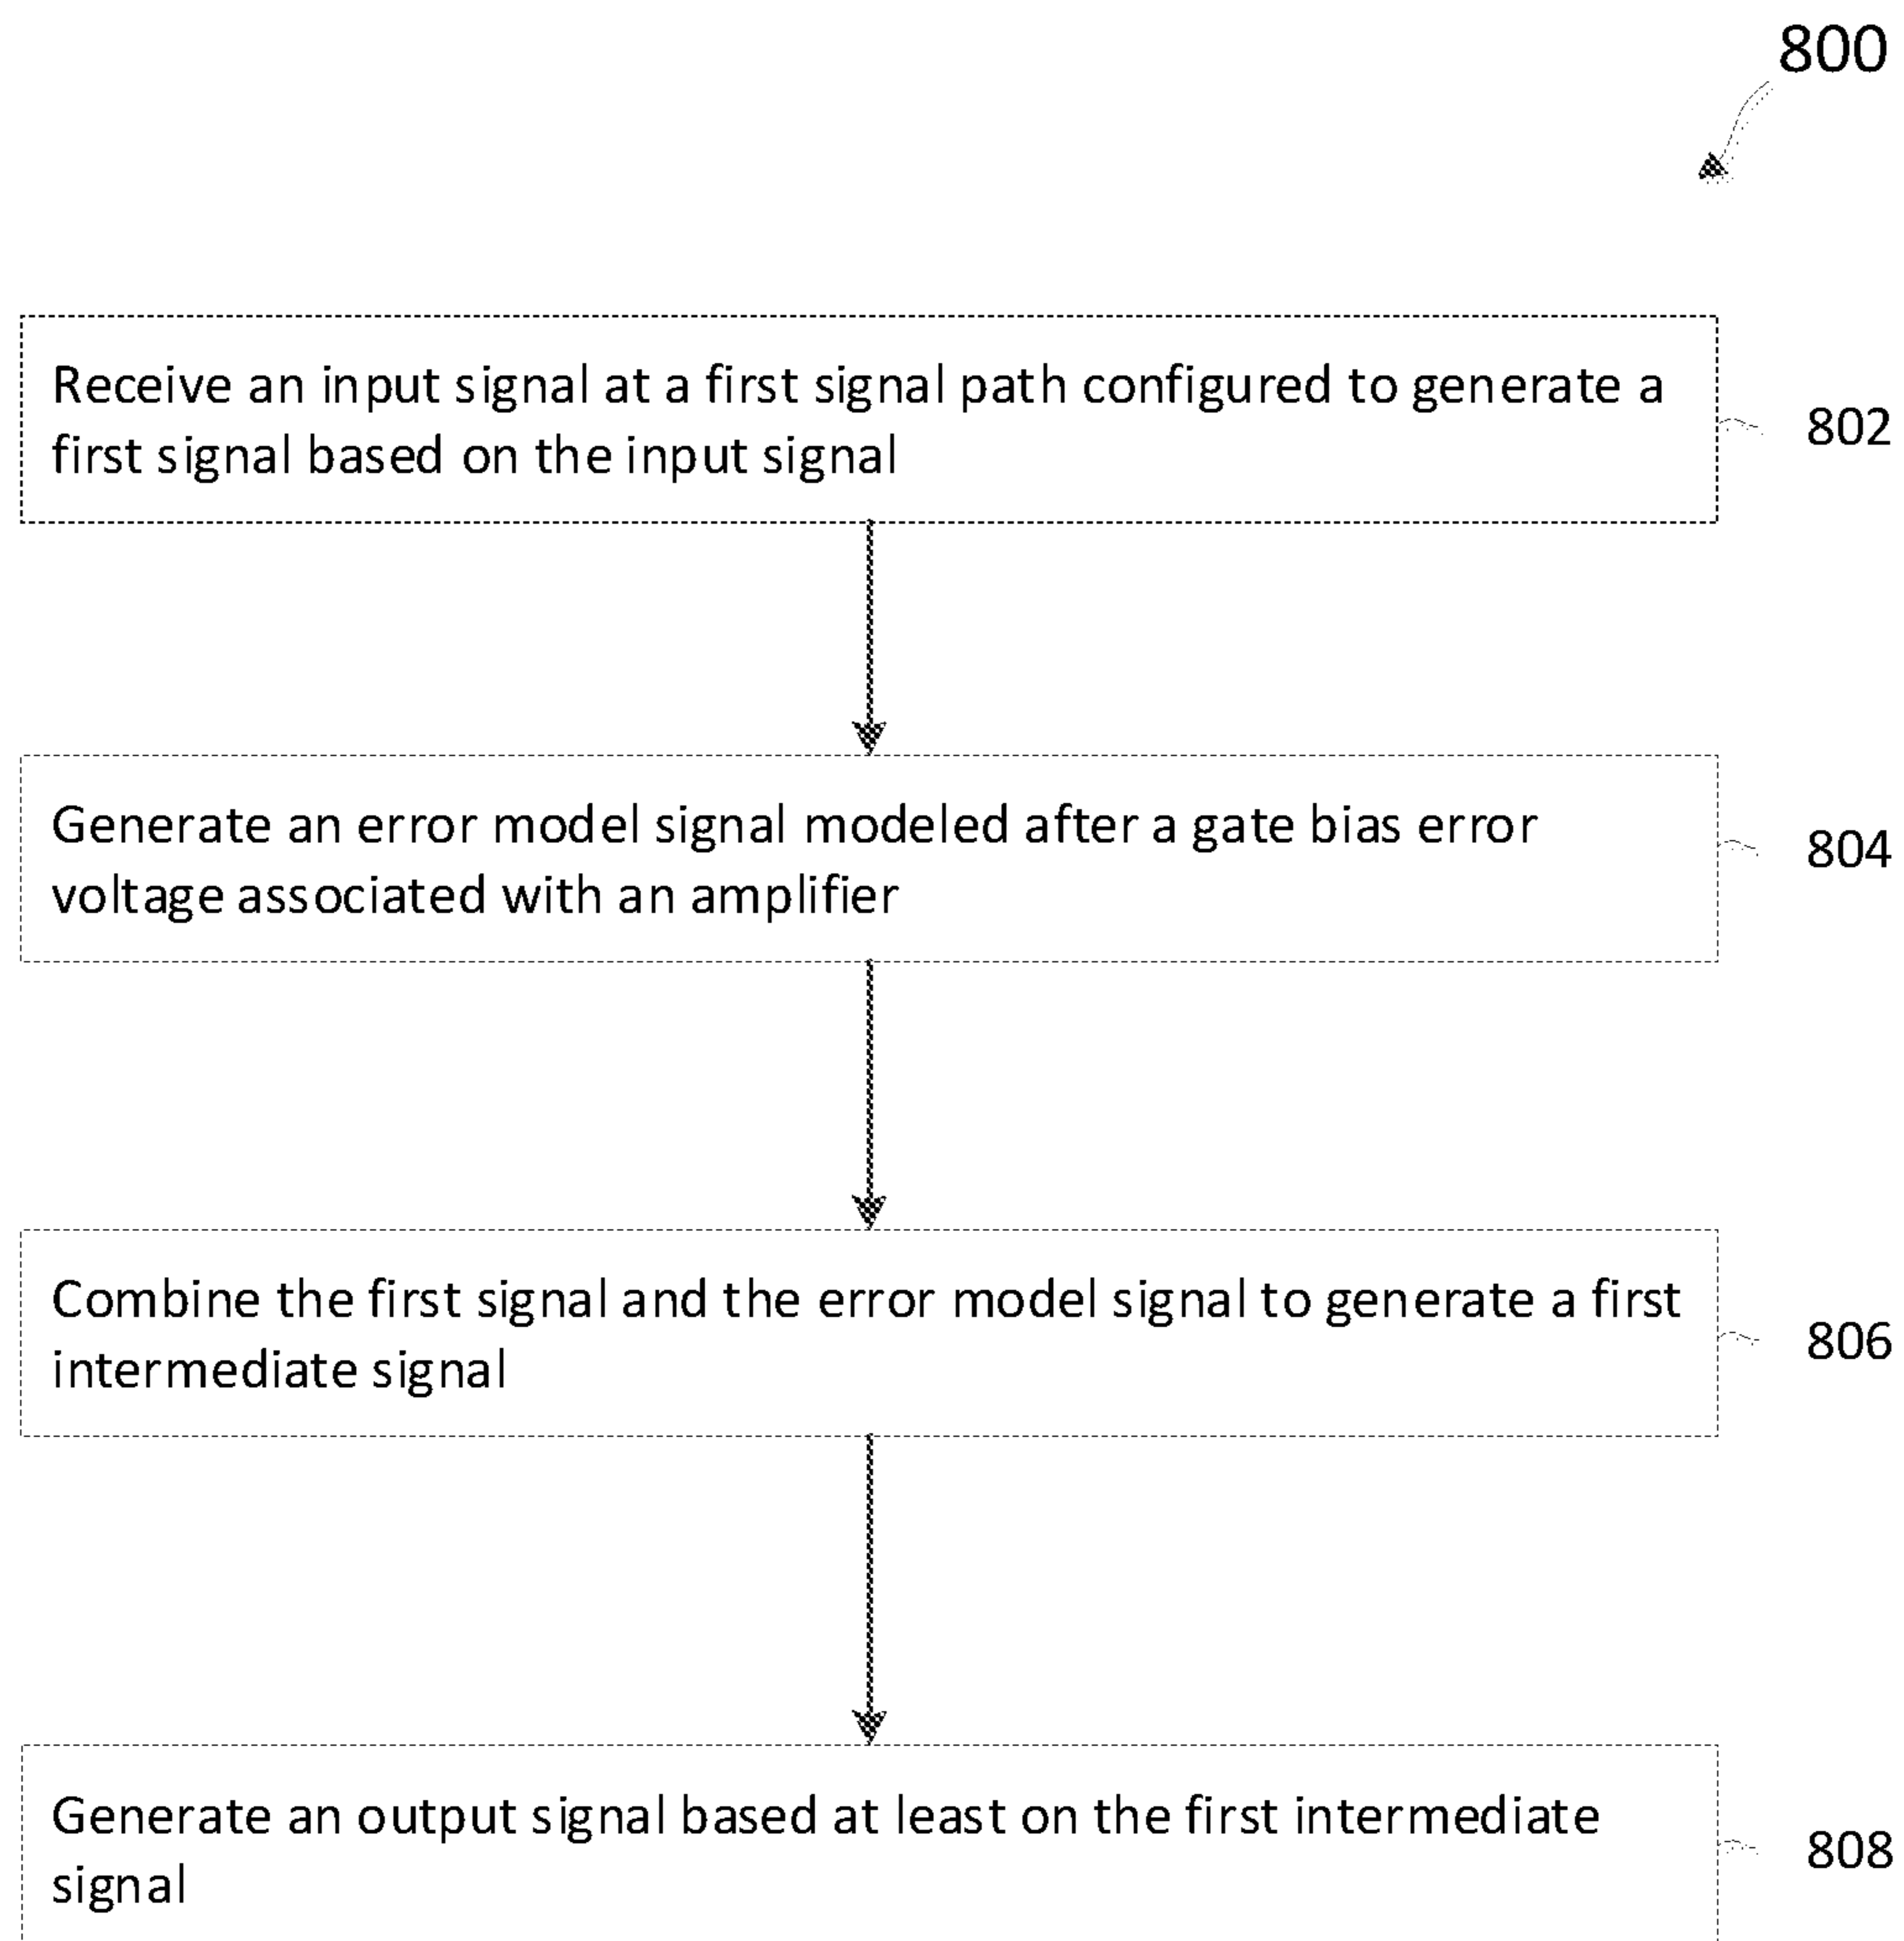 800
Receive an input signal at a first signal path configured to generate a
first signal based on the input signal
802
Generate an error model signal modeled after a gate bias error
voltage associated with an amplifier
804
Combine the first signal and the error model signal to generate a first
intermediate signal
806
Generate an output signal based at least on the first intermediate
signal
808